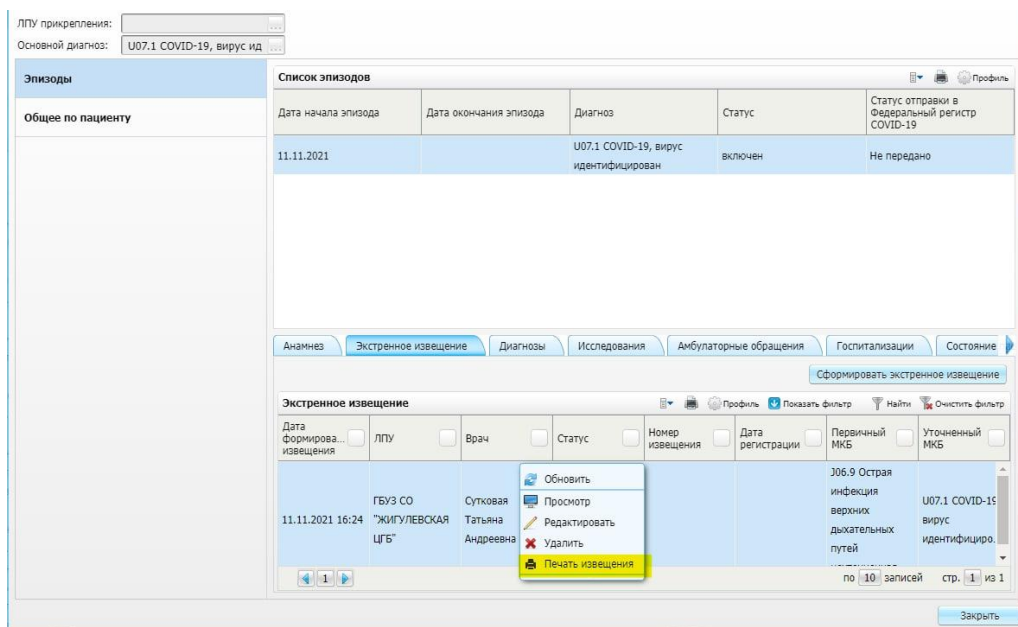 ЛПУ прикрепления:
Основной диагноз: U07.1 COVID-19, вирус ид
Эпизоды
Общее по пациенту
Список эпизодов
Профиль
Дата начала эпизода
Дата окончания эпизода
Диагноз
Статус
Статус отправки в
Федеральный регистр
COVID-19
11.11.2021
U07.1 COVID-19, вирус
идентифицирован
включен
Не передано
Анамнез
Экстренное извещение
Диагнозы
Исследования
Амбулаторные обращения
Госпитализации
Состояние
Сформировать экстренное извещение
Экстренное извещение
Профиль
Показать фильтр
Найти
Очистить фильтр
Дата
формирова...
извещения
ЛПУ
Врач
Статус
Номер
извещения
Дата
регистрации
Первичный
МКБ
Уточненный
МКБ
11.11.2021 16:24
ГБУЗ СО
"ЖИГУЛЕВСКАЯ
ЦГБ"
Сутковая
Татьяна
Андреевна
Обновить
Просмотр
Редактировать
Удалить
Печать извещения
J06.9 Острая
инфекция
верхних
дыхательных
путей
U07.1 COVID-19
вирус
идентифициро.
1
по 10 записей
стр. 1 из 1
Закрыть